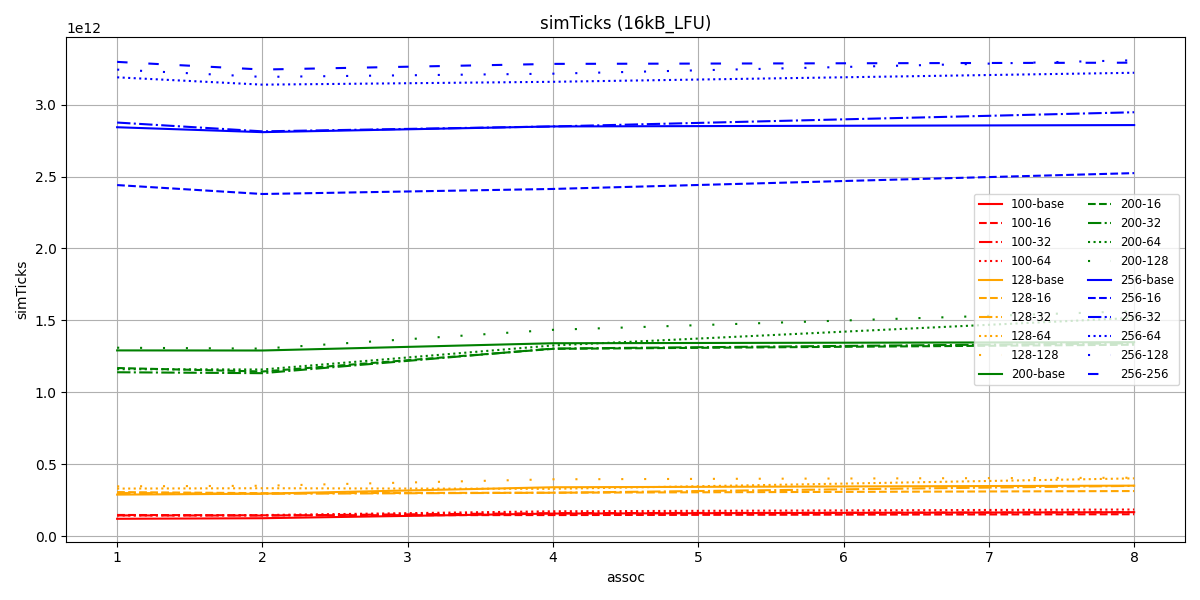 simTicks (16kB_LFU)
1e12
simTicks
3.0
2.5
2.0
1.5
1.0
0.5
0.0
1 2 3 4 5 6 7 8
assoc
100-base
100-16
100-32
100-64
128-base
128-16
128-32
128-64
128-128
200-base
200-16
200-32
200-64
200-128
256-base
256-16
256-32
256-64
256-128
256-256